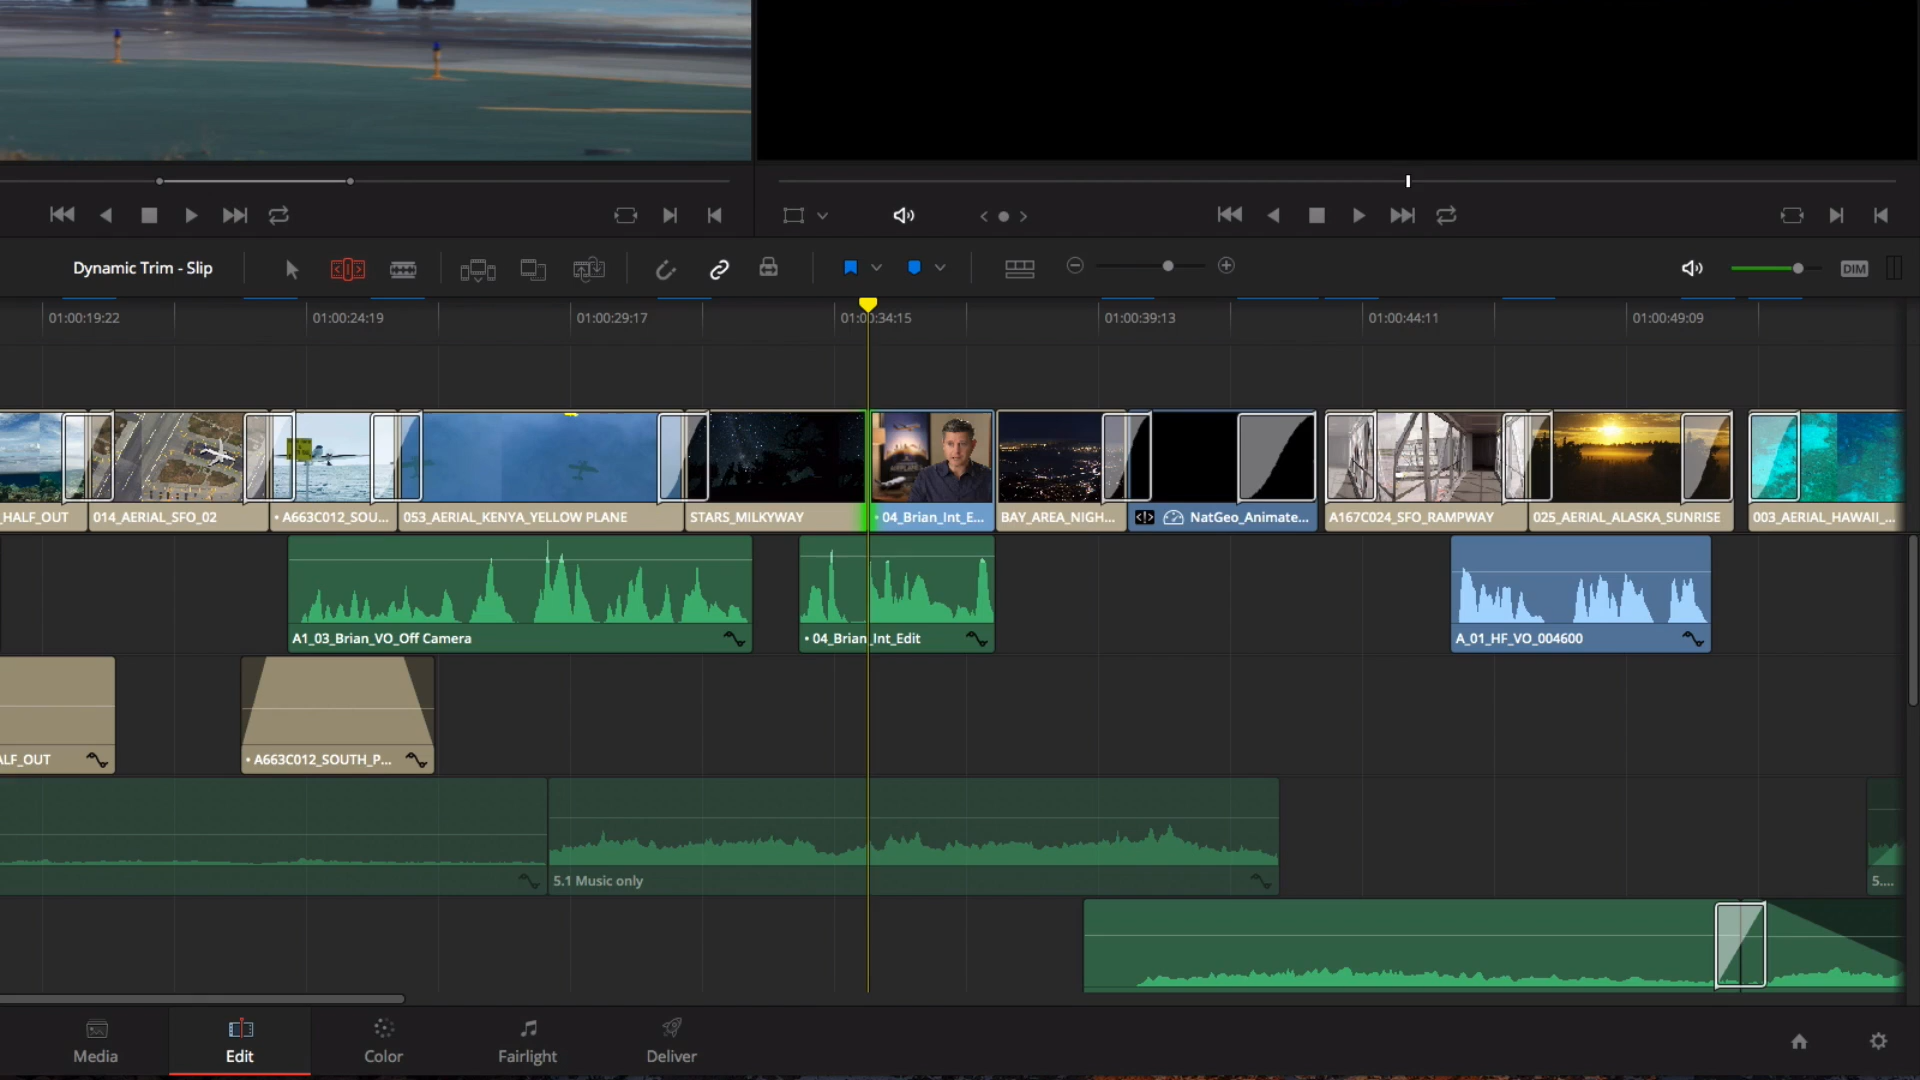 Dynamic Trim - Slip
DIM
01:00:19:22
01:00:24:19
01:00:29:17
01:00:34:15
01:00:39:13
01:00:44:11
01:00:49:09
_HALF_OUT
014_AERIAL_SFO_02
• A663C012_SOU...
053_AERIAL_KENYA_YELLOW PLANE
STARS_MILKYWAY
• 04_Brian_Int_E...
BAY_AREA_NIGH...
NatGeo_Animate...
A167C024_SFO_RAMPWAY
025_AERIAL_ALASKA_SUNRISE
003_AERIAL_HAWAII_...
A1_03_Brian_VO_Off Camera
• 04_Brian_Int_Edit
A_01_HF_VO_004600
ALF_OUT
• A663C012_SOUTH_P...
5.1 Music only
5....
Media
Edit
Color
Fairlight
Deliver